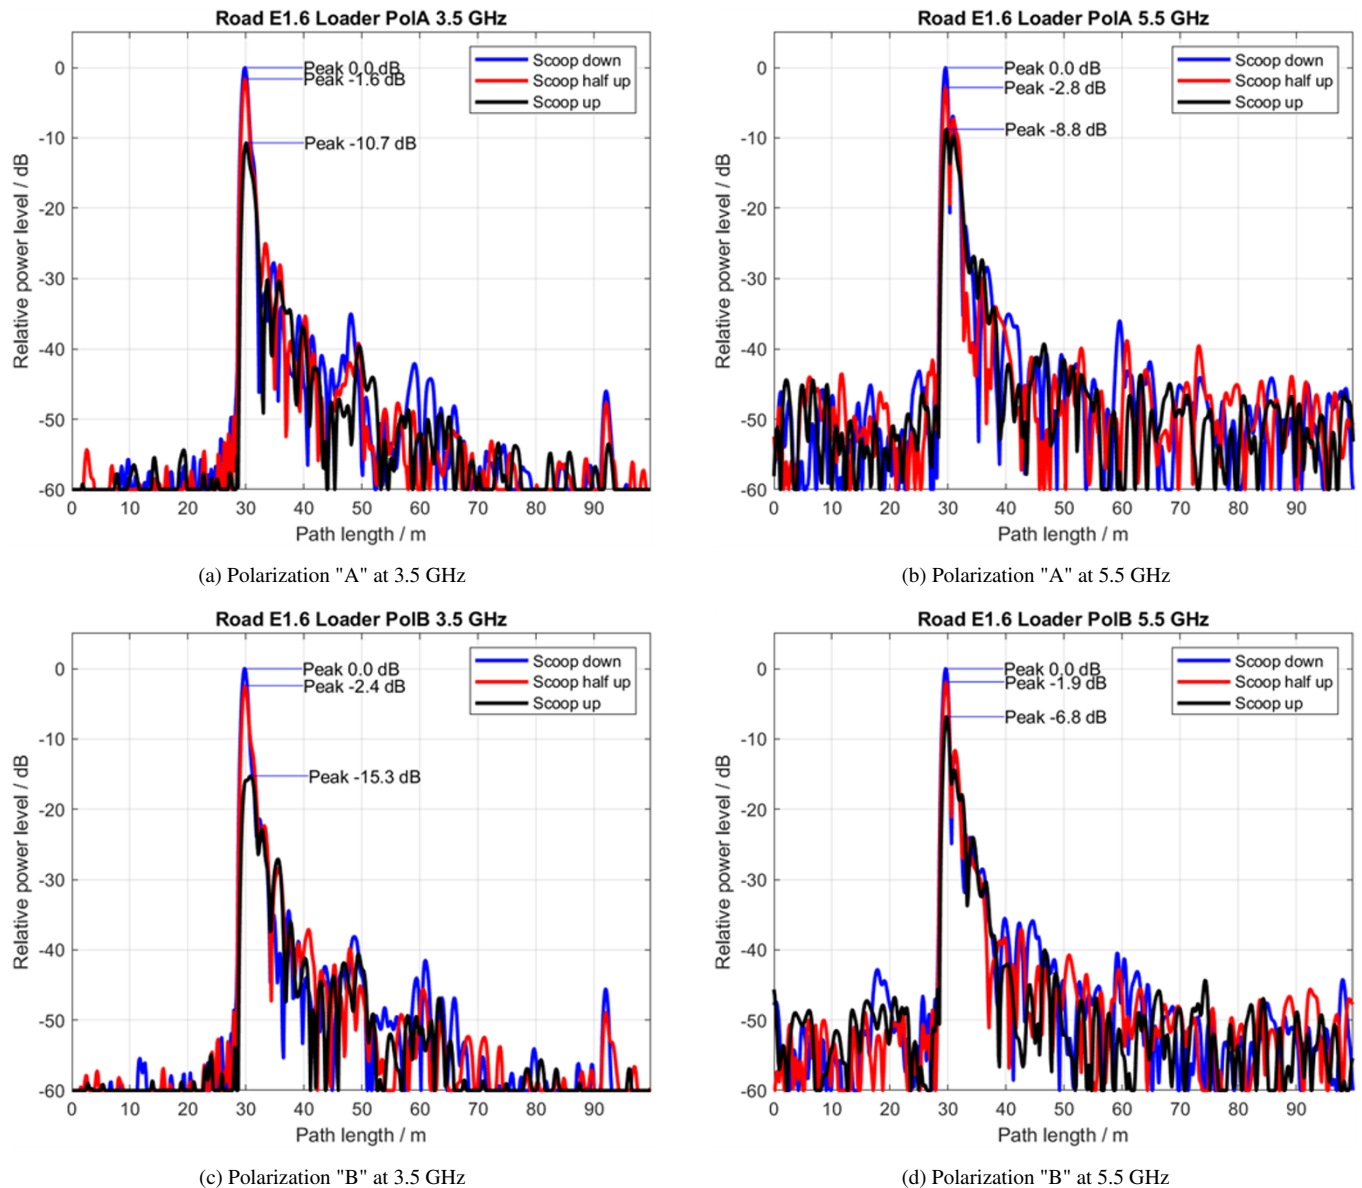 Road E1.6 Loader PolA 3.5 GHz
Relative power level / dB
0
-10
-20
-30
-40
-50
-60
Peak 0.0 dB
Peak -1.6 dB
Peak -10.7 dB
Scoop down
Scoop half up
Scoop up
0 10 20 30 40 50 60 70 80 90
Path length / m
(a) Polarization "A" at 3.5 GHz
Road E1.6 Loader PolA 5.5 GHz
Relative power level / dB
0
-10
-20
-30
-40
-50
-60
Peak 0.0 dB
Peak -2.8 dB
Peak -8.8 dB
Scoop down
Scoop half up
Scoop up
0 10 20 30 40 50 60 70 80 90
Path length / m
(b) Polarization "A" at 5.5 GHz
Road E1.6 Loader PolB 3.5 GHz
Relative power level / dB
0
-10
-20
-30
-40
-50
-60
Peak 0.0 dB
Peak -2.4 dB
Peak -15.3 dB
Scoop down
Scoop half up
Scoop up
0 10 20 30 40 50 60 70 80 90
Path length / m
(c) Polarization "B" at 3.5 GHz
Road E1.6 Loader PolB 5.5 GHz
Relative power level / dB
0
-10
-20
-30
-40
-50
-60
Peak 0.0 dB
Peak -1.9 dB
Peak -6.8 dB
Scoop down
Scoop half up
Scoop up
0 10 20 30 40 50 60 70 80 90
Path length / m
(d) Polarization "B" at 5.5 GHz